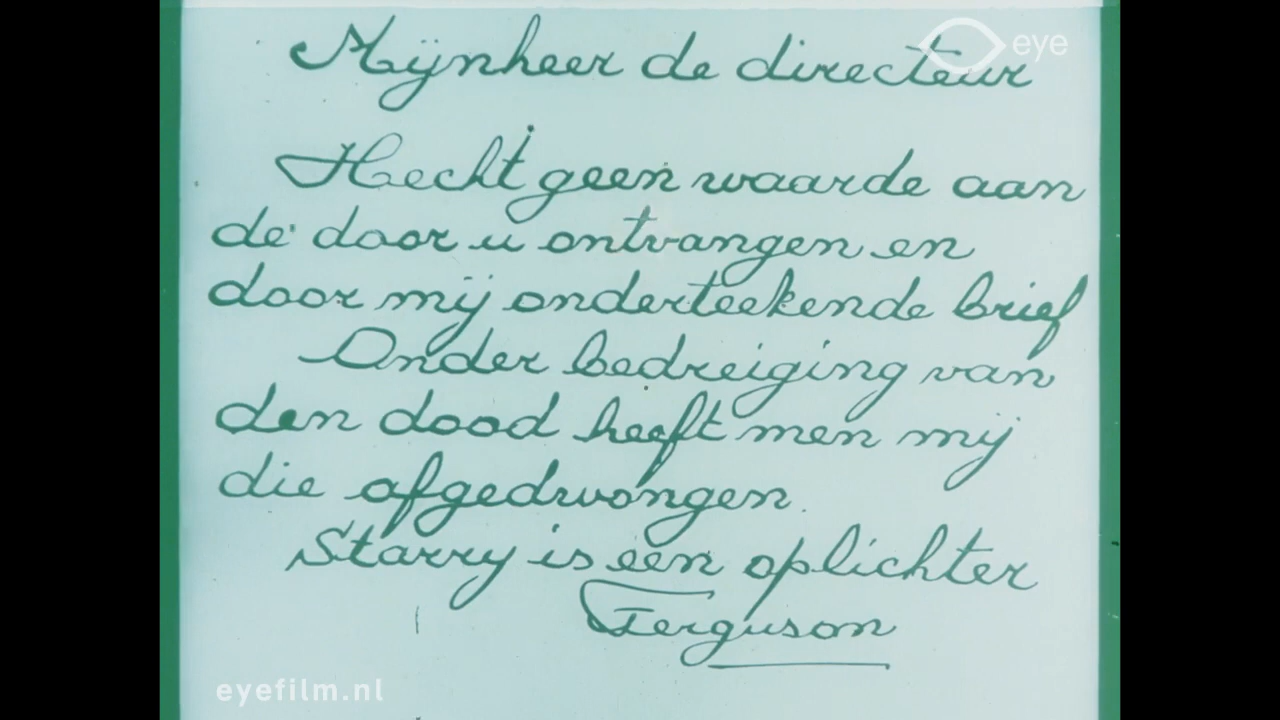 Mijnheer de directeur
eye
Hecht geen waarde aan
de door u ontvangen en
door mij onderteekende brief
Onder bedreiging van
den dood heeft men mij
die afgedwongen.
Starry is een oplichter
Ferguson
eyefilm.nl